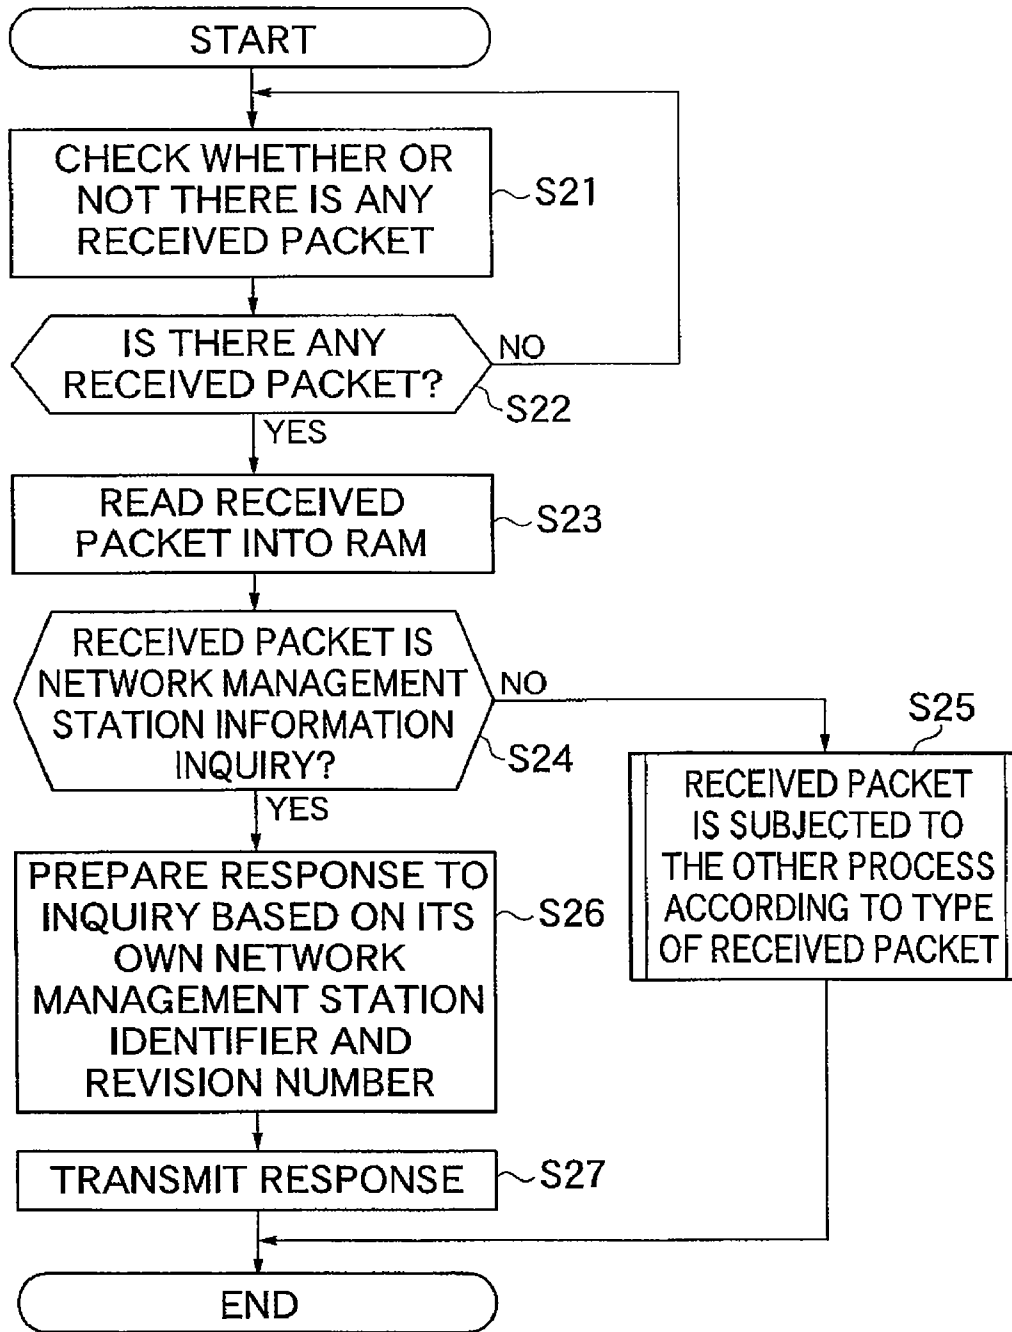 START
CHECK WHETHER OR
NOT THERE IS ANY
RECEIVED PACKET
S21
IS THERE ANY
RECEIVED PACKET?
NO
S22
YES
READ RECEIVED
PACKET INTO RAM
S23
RECEIVED PACKET IS
NETWORK MANAGEMENT
STATION INFORMATION
INQUIRY?
NO
S24
YES
S25
RECEIVED PACKET
IS SUBJECTED TO
THE OTHER PROCESS
ACCORDING TO TYPE
OF RECEIVED PACKET
PREPARE RESPONSE TO
INQUIRY BASED ON ITS
OWN NETWORK
MANAGEMENT STATION
IDENTIFIER AND
REVISION NUMBER
S26
TRANSMIT RESPONSE
S27
END